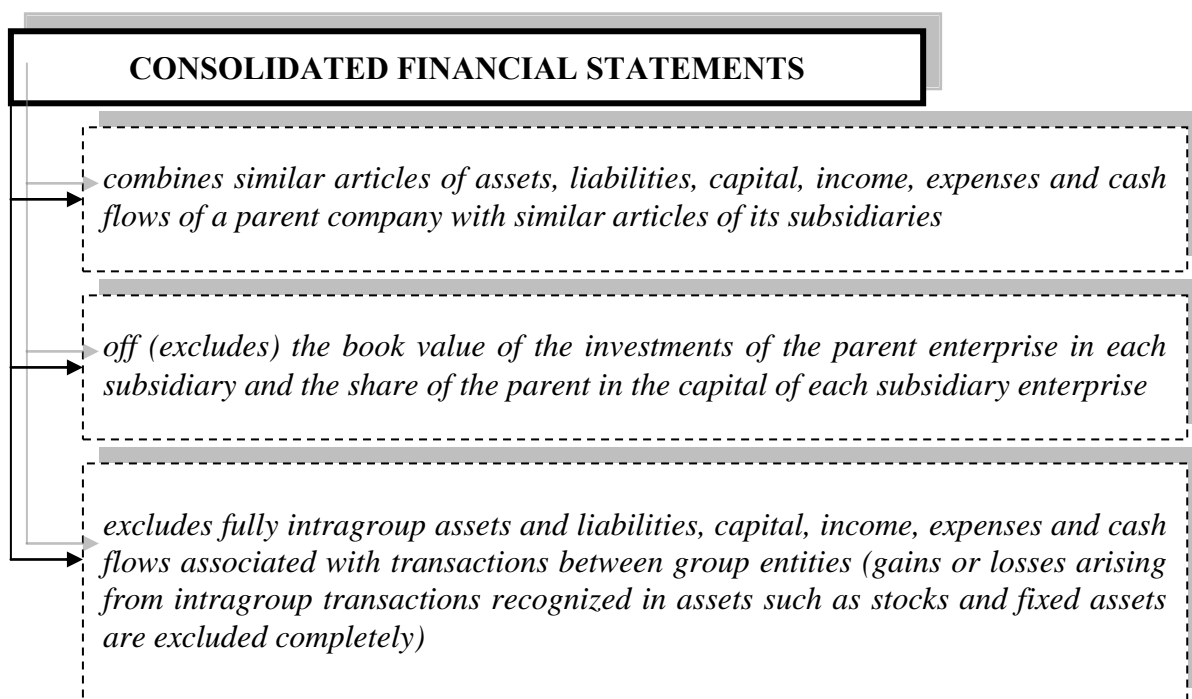 CONSOLIDATED FINANCIAL STATEMENTS
combines similar articles of assets, liabilities, capital, income, expenses and cash
flows of a parent company with similar articles of its subsidiaries
off (excludes) the book value of the investments of the parent enterprise in each
subsidiary and the share of the parent in the capital of each subsidiary enterprise
excludes fully intragroup assets and liabilities, capital, income, expenses and cash
flows associated with transactions between group entities (gains or losses arising
from intragroup transactions recognized in assets such as stocks and fixed assets
are excluded completely)